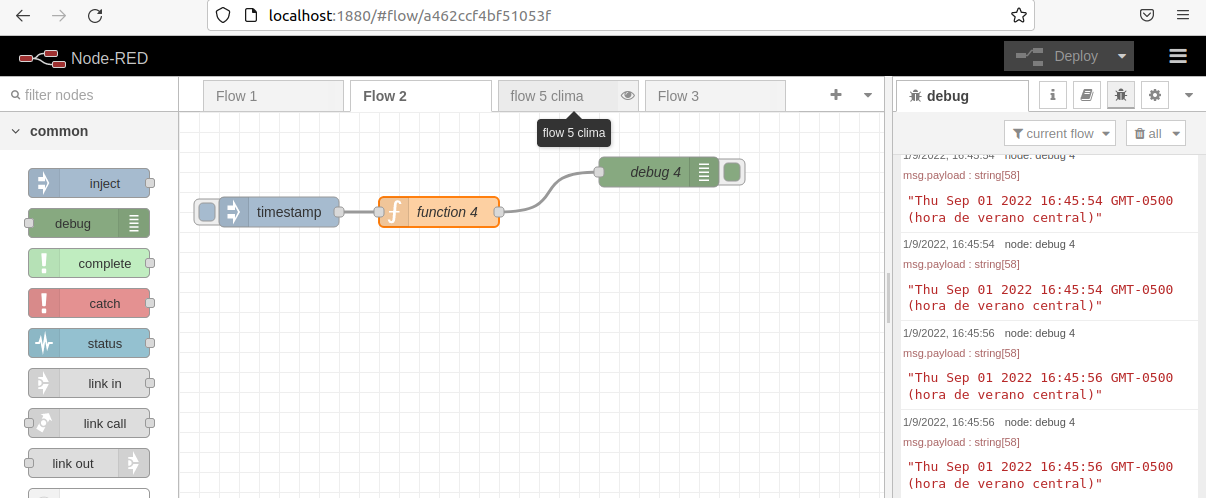 localhost:1880/#flow/a462ccf4bf51053f
Node-RED
Deploy
filter nodes
Flow 1
Flow 2
flow 5 clima
Flow 3
debug
common
flow 5 clima
current flow
all
inject
debug
complete
catch
status
link in
link call
link out
timestamp
function 4
debug 4
1/9/2022, 16:45:54 node: debug 4
msg.payload : string[58]
"Thu Sep 01 2022 16:45:54 GMT-0500
(hora de verano central)"
1/9/2022, 16:45:54 node: debug 4
msg.payload : string[58]
"Thu Sep 01 2022 16:45:54 GMT-0500
(hora de verano central)"
1/9/2022, 16:45:56 node: debug 4
msg.payload : string[58]
"Thu Sep 01 2022 16:45:56 GMT-0500
(hora de verano central)"
1/9/2022, 16:45:56 node: debug 4
msg.payload : string[58]
"Thu Sep 01 2022 16:45:56 GMT-0500
(hora de verano central)"